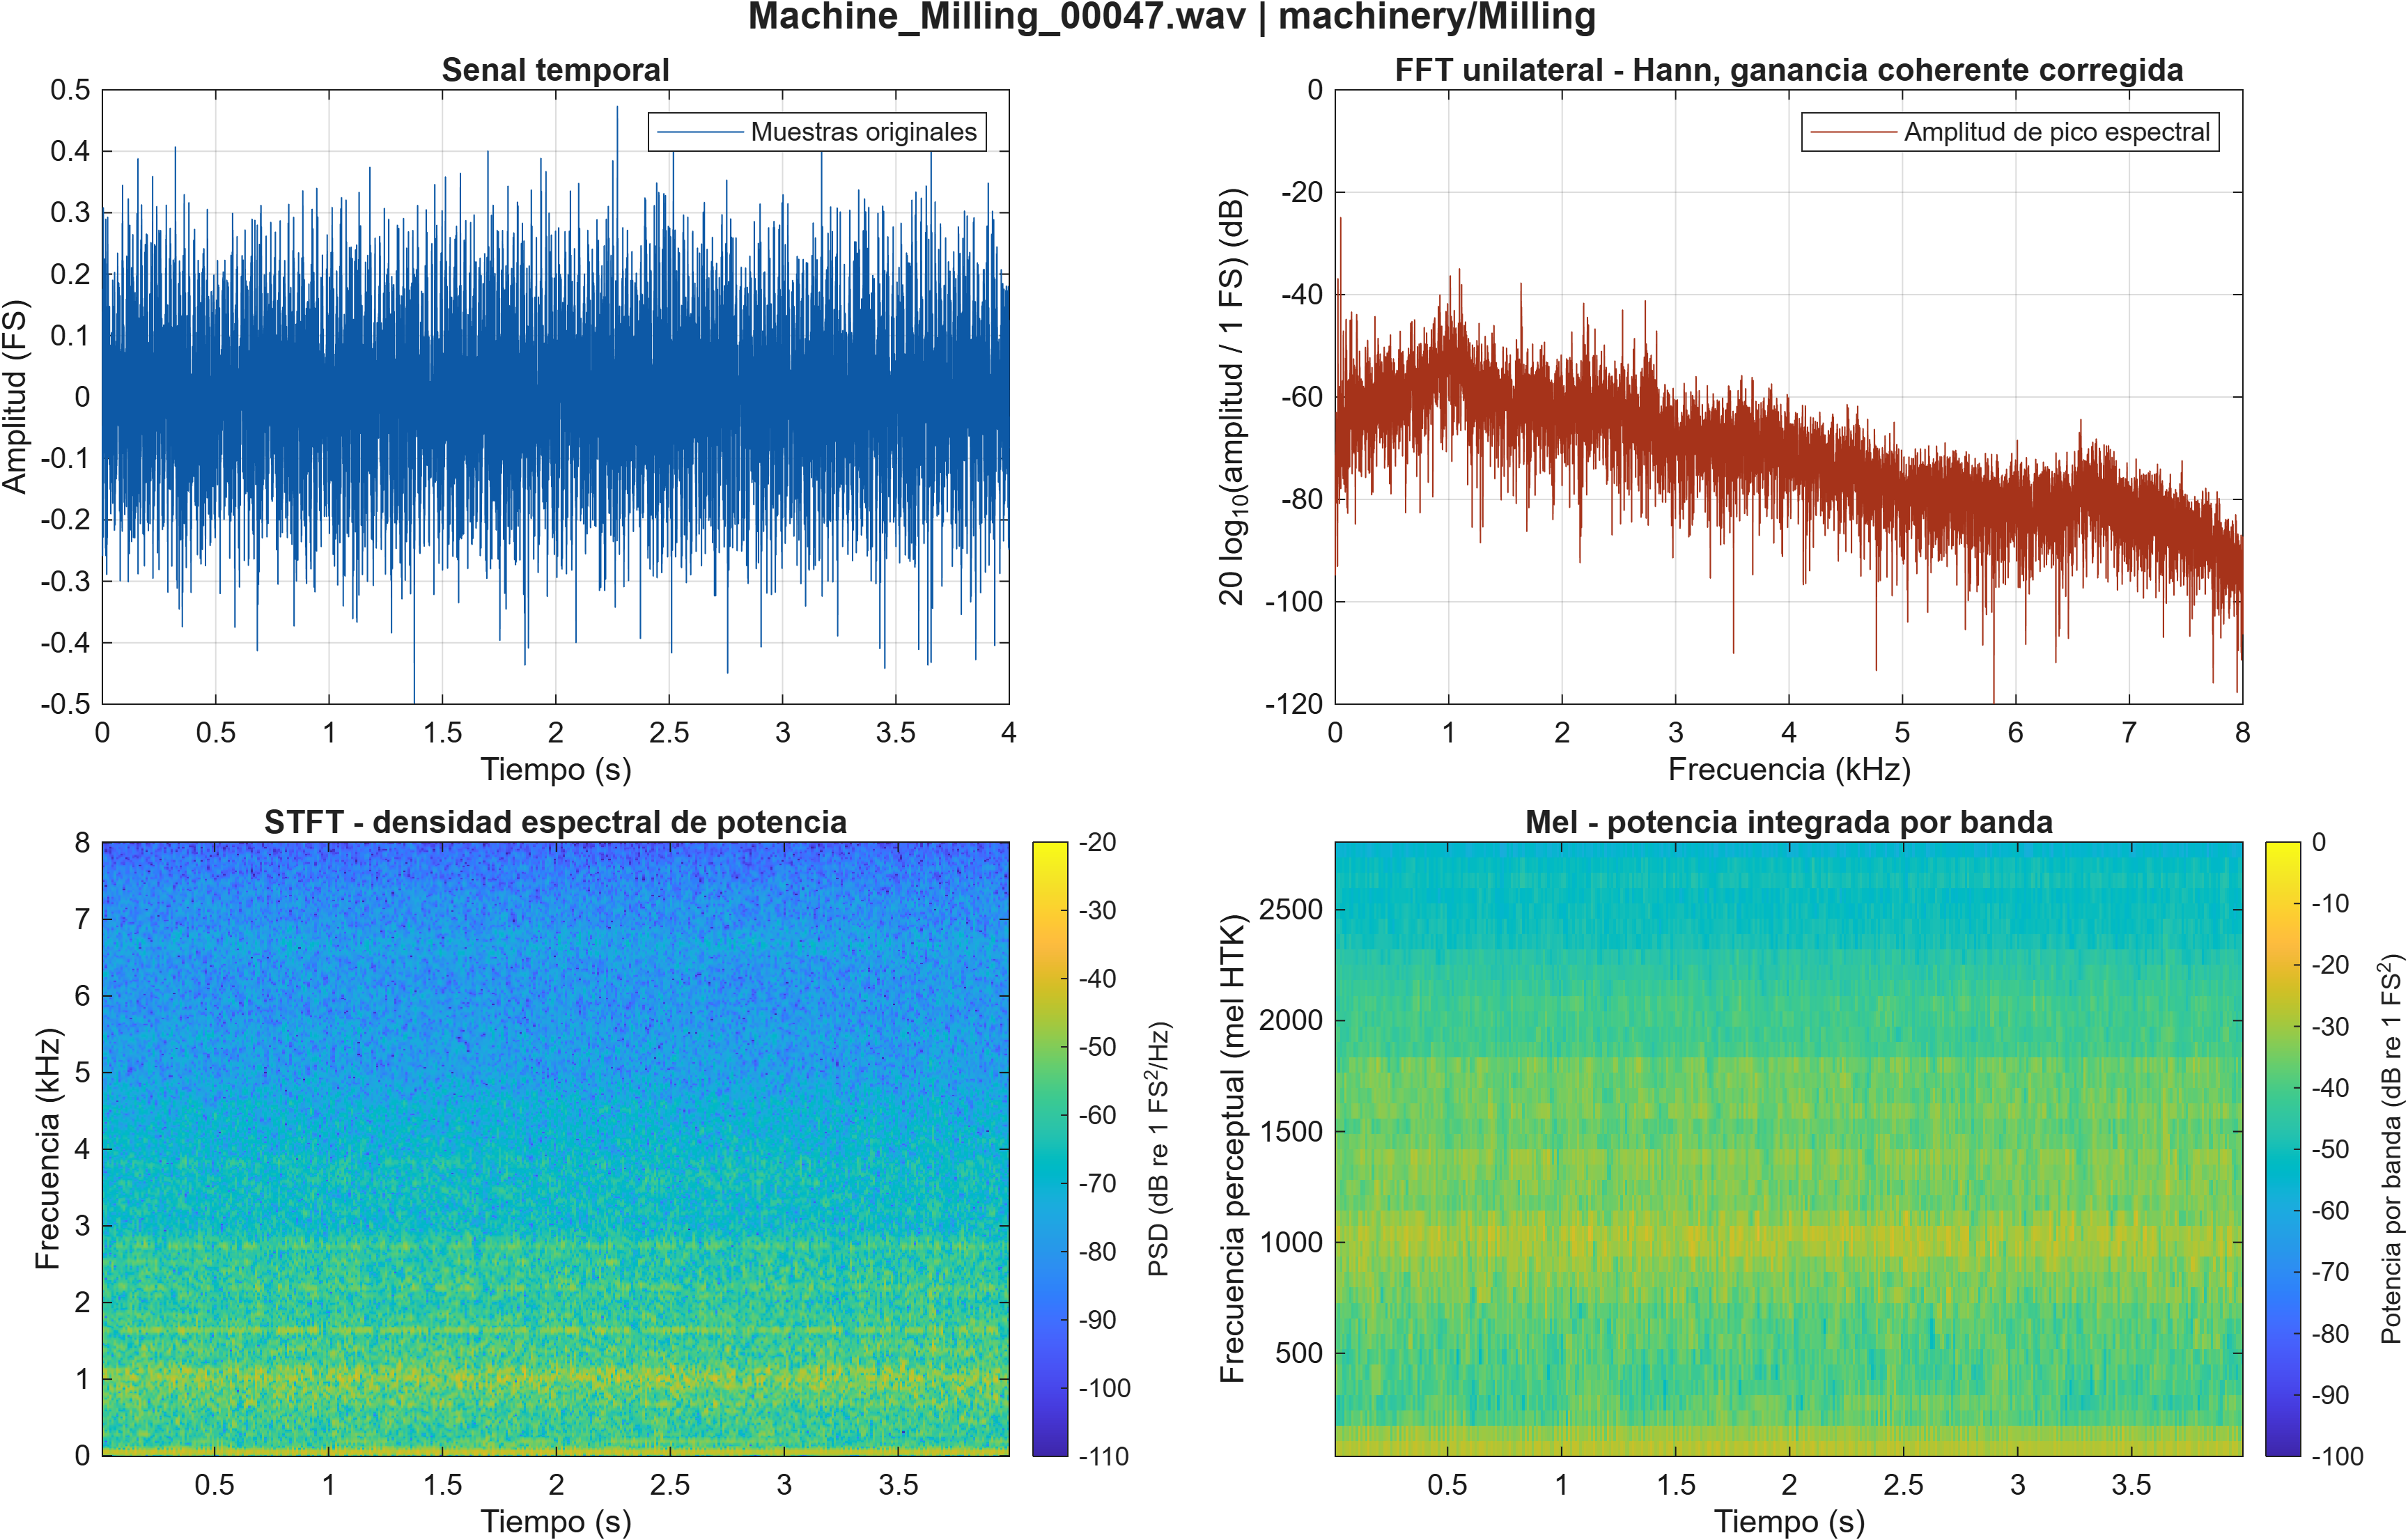 Machine_Milling_00047.wav | machinery/Milling
Senal temporal
Amplitud (FS)
0.5
0.4
0.3
0.2
0.1
0
-0.1
-0.2
-0.3
-0.4
-0.5
Muestras originales
0 0.5 1 1.5 2 2.5 3 3.5 4
Tiempo (s)
FFT unilateral - Hann, ganancia coherente corregida
20 log10(amplitud / 1 FS) (dB)
0
-20
-40
-60
-80
-100
-120
Amplitud de pico espectral
0 1 2 3 4 5 6 7 8
Frecuencia (kHz)
STFT - densidad espectral de potencia
Frecuencia (kHz)
8
7
6
5
4
3
2
1
0
0.5 1 1.5 2 2.5 3 3.5
Tiempo (s)
-20
-30
-40
-50
-60
-70
-80
-90
-100
-110
PSD (dB re 1 FS²/Hz)
Mel - potencia integrada por banda
Frecuencia perceptual (mel HTK)
2500
2000
1500
1000
500
0.5 1 1.5 2 2.5 3 3.5
Tiempo (s)
0
-10
-20
-30
-40
-50
-60
-70
-80
-90
-100
Potencia por banda (dB re 1 FS²)